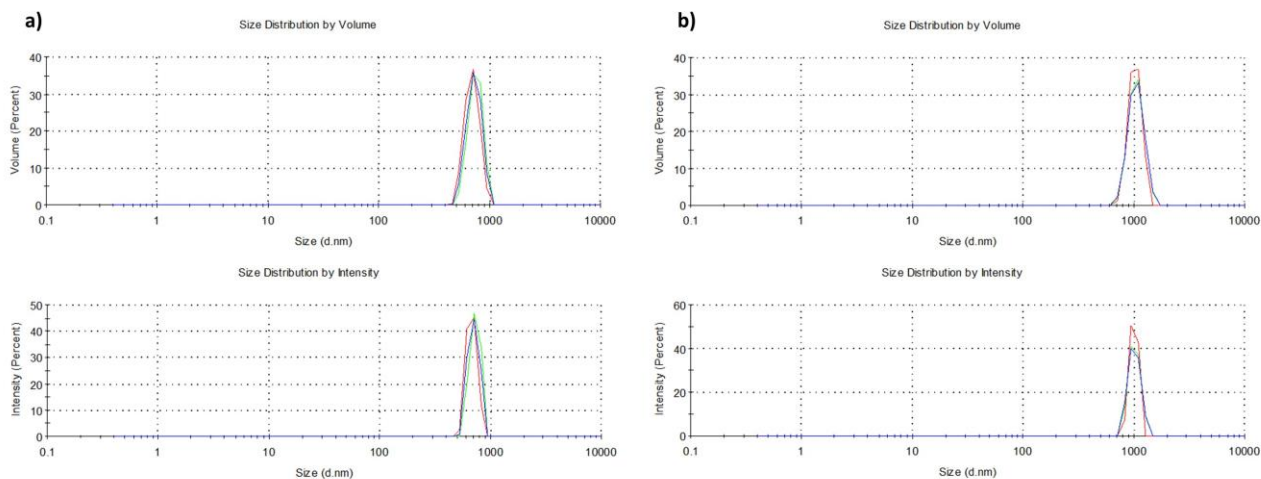 a)
Size Distribution by Volume
Volume (Percent)
40
30
20
10
0
0.1 1 10 100 1000 10000
Size (d.nm)
Size Distribution by Intensity
Intensity (Percent)
50
40
30
20
10
0
0.1 1 10 100 1000 10000
Size (d.nm)
b)
Size Distribution by Volume
Volume (Percent)
40
30
20
10
0
0.1 1 10 100 1000 10000
Size (d.nm)
Size Distribution by Intensity
Intensity (Percent)
60
40
20
0
0.1 1 10 100 1000 10000
Size (d.nm)